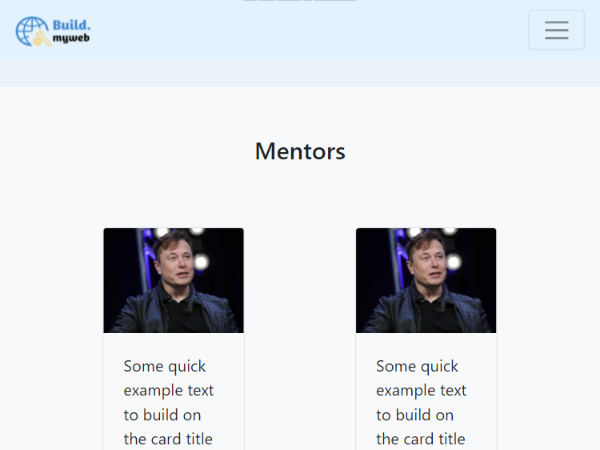 Build.
myweb
Mentors
Some quick
example text
to build on
the card title
Some quick
example text
to build on
the card title